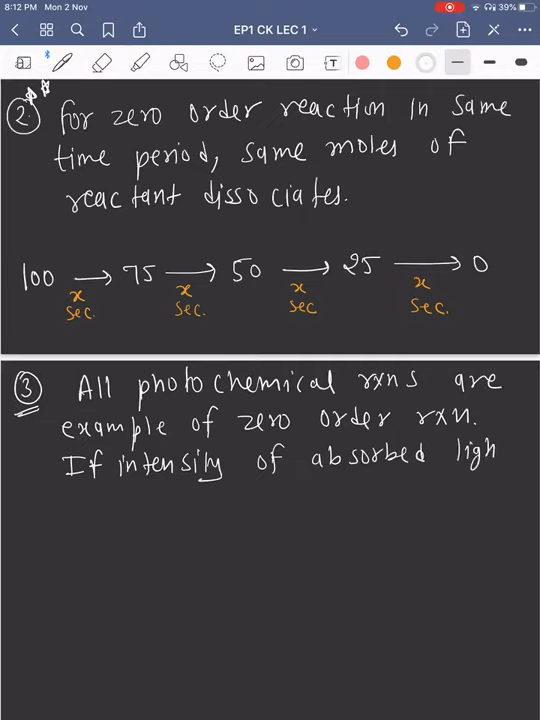 8:12 PM Mon 2 Nov
39%
EP1 CK LEC 1
T
2. For zero order reaction in same
time period, same moles of
reactant dissociates.
100 → 75 → 50 → 25 → 0
x x x x
sec. sec. sec sec.
3 All photochemical rxns are
example of zero order rxn.
If intensity of absorbed ligh